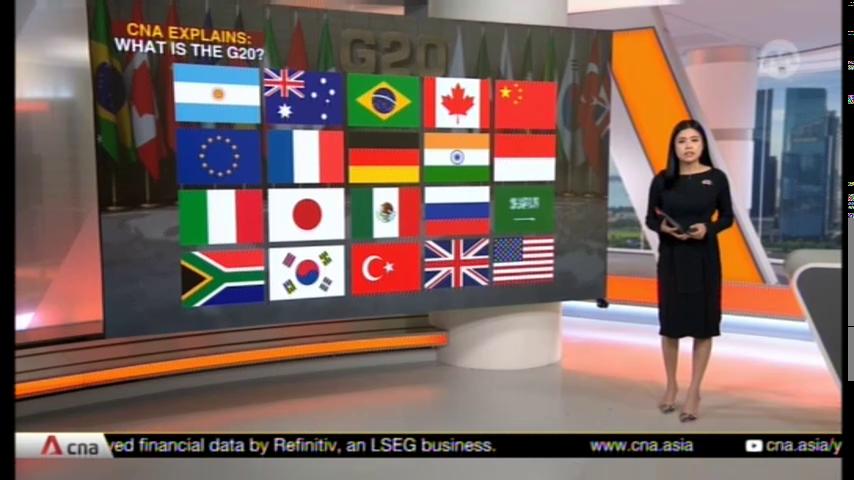 CNA EXPLAINS:
WHAT IS THE G20?
G20
cna
yed financial data by Refinitiv, an LSEG business.
www.cna.asia
cna.asia/y